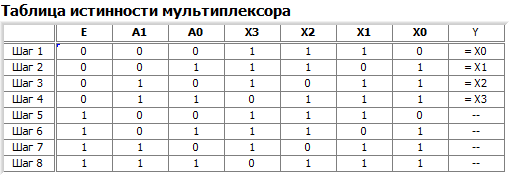 Таблица истинности мультиплексора
E A1 A0 X3 X2 X1 X0 Y
Шаг 1 0 0 0 1 1 1 0 = X0
Шаг 2 0 0 1 1 1 0 1 = X1
Шаг 3 0 1 0 1 0 1 1 = X2
Шаг 4 0 1 1 0 1 1 1 = X3
Шаг 5 1 0 0 1 1 1 0 --
Шаг 6 1 0 1 1 1 0 1 --
Шаг 7 1 1 0 1 0 1 1 --
Шаг 8 1 1 1 0 1 1 1 --